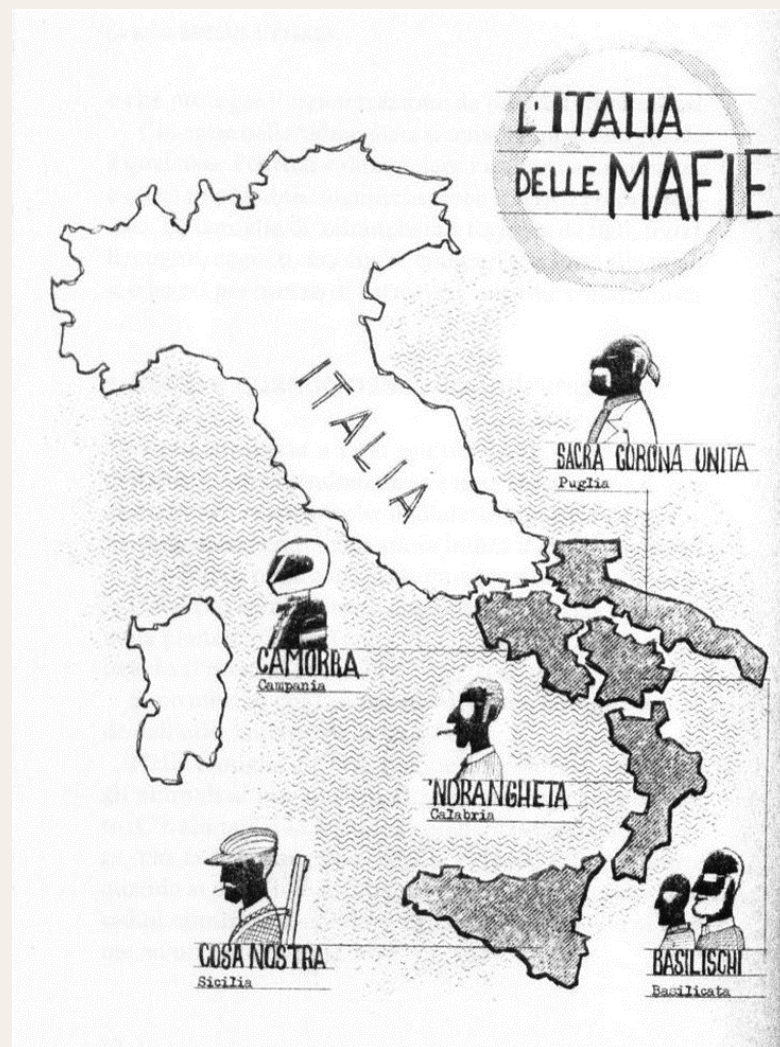 L'ITALIA
DELLE MAFIE
ITALIA
SACRA CORONA UNITA
Puglia
CAMORRA
Campania
'NDRANGHETA
Calabria
COSA NOSTRA
Sicilia
BASILISCHI
Basilicata